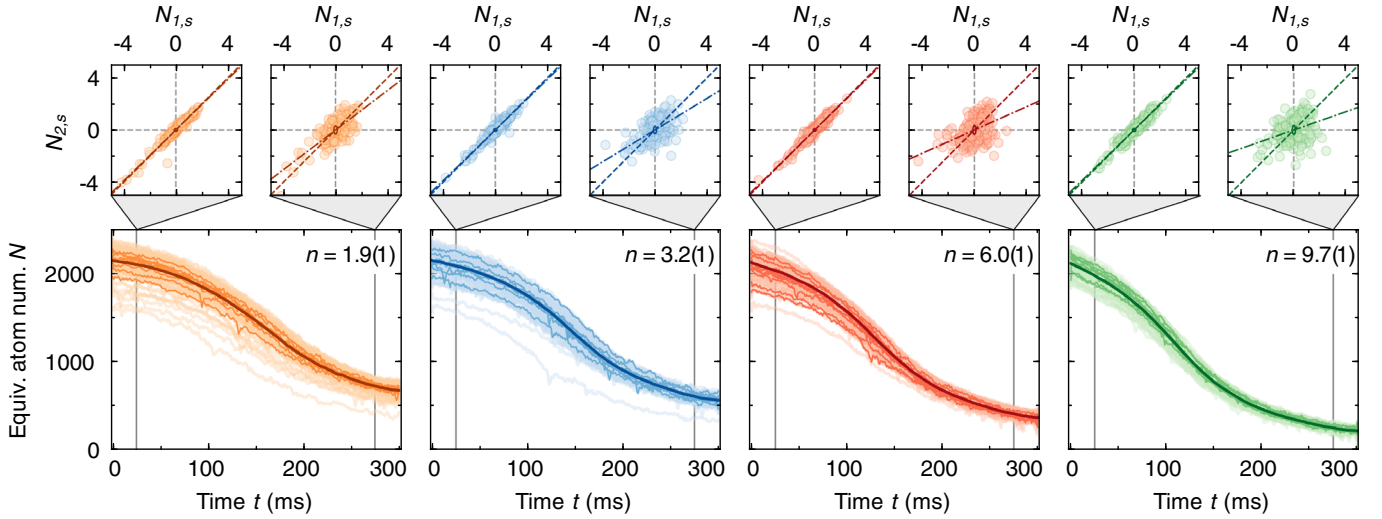 N1,s N1,s N1,s N1,s N1,s N1,s N1,s N1,s
-4 0 4 -4 0 4 -4 0 4 -4 0 4 -4 0 4 -4 0 4 -4 0 4 -4 0 4
4
0
-4
N2,s
n = 1.9(1) n = 3.2(1) n = 6.0(1) n = 9.7(1)
2000
1000
0
Equiv. atom num. N
0 100 200 300 0 100 200 300 0 100 200 300 0 100 200 300
Time t (ms) Time t (ms) Time t (ms) Time t (ms)